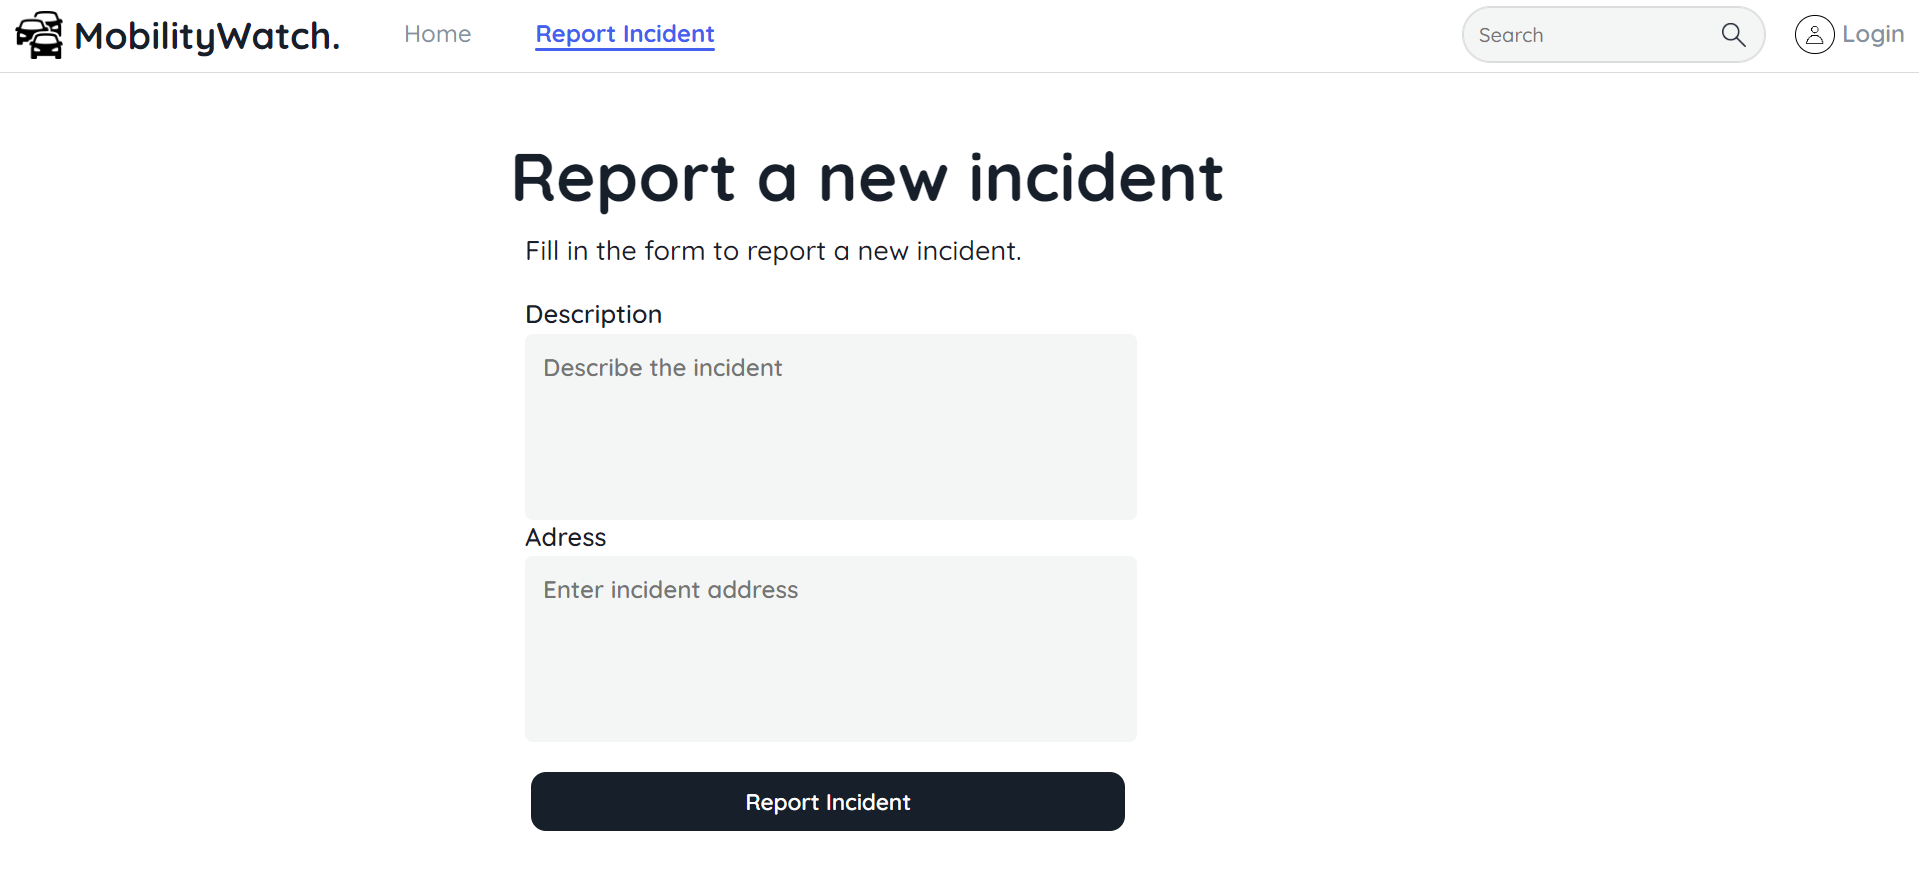 MobilityWatch.
Home
Report Incident
Search
Login
Report a new incident
Fill in the form to report a new incident.
Description
Describe the incident
Adress
Enter incident address
Report Incident